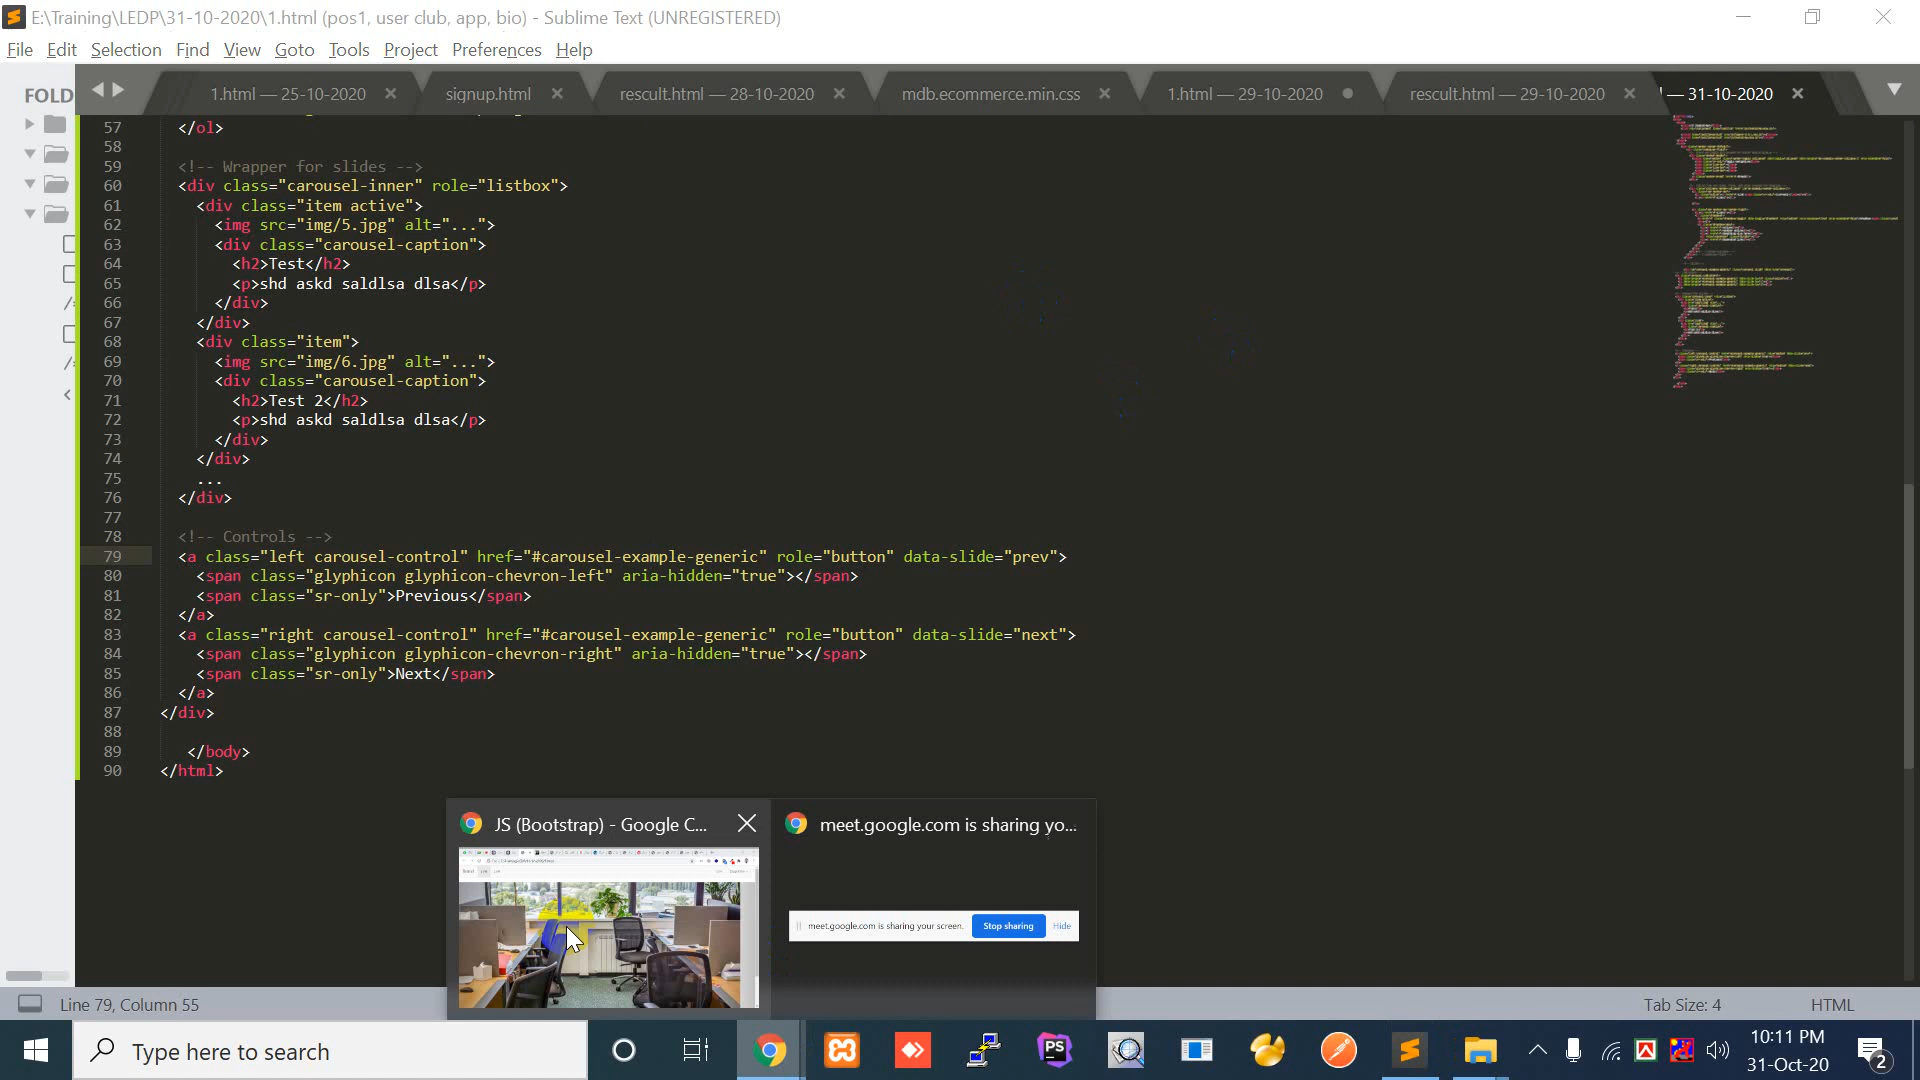 E:\Training\LEDP\31-10-2020\1.html (pos1, user club, app, bio) - Sublime Text (UNREGISTERED)
File Edit Selection Find View Goto Tools Project Preferences Help
FOLD
1.html — 25-10-2020
signup.html
rescult.html — 28-10-2020
mdb.ecommerce.min.css
1.html — 29-10-2020
rescult.html — 29-10-2020
— 31-10-2020
57 </ol>
58
59 <!-- Wrapper for slides -->
60 <div class="carousel-inner" role="listbox">
61 <div class="item active">
62 <img src="img/5.jpg" alt="...">
63 <div class="carousel-caption">
64 <h2>Test</h2>
65 <p>shd askd saldlsa dlsa</p>
66 </div>
67 </div>
68 <div class="item">
69 <img src="img/6.jpg" alt="...">
70 <div class="carousel-caption">
71 <h2>Test 2</h2>
72 <p>shd askd saldlsa dlsa</p>
73 </div>
74 </div>
75 ...
76 </div>
77
78 <!-- Controls -->
79 <a class="left carousel-control" href="#carousel-example-generic" role="button" data-slide="prev">
80 <span class="glyphicon glyphicon-chevron-left" aria-hidden="true"></span>
81 <span class="sr-only">Previous</span>
82 </a>
83 <a class="right carousel-control" href="#carousel-example-generic" role="button" data-slide="next">
84 <span class="glyphicon glyphicon-chevron-right" aria-hidden="true"></span>
85 <span class="sr-only">Next</span>
86 </a>
87 </div>
88
89 </body>
90 </html>
JS (Bootstrap) - Google C...
meet.google.com is sharing yo...
meet.google.com is sharing your screen.
Stop sharing
Hide
Line 79, Column 55
Tab Size: 4
HTML
Type here to search
PS
10:11 PM
31-Oct-20
2